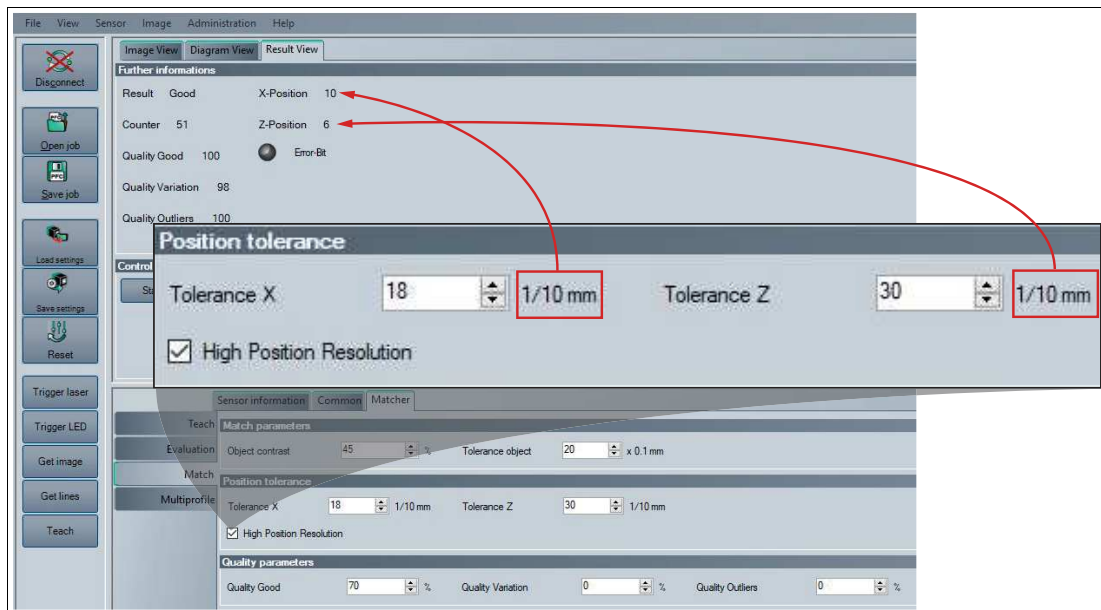 File View Sensor Image Administration Help
Disconnect
Open job
PFC
Save job
Load settings
Save settings
Reset
Trigger laser
Trigger LED
Get image
Get lines
Teach
Image View Diagram View Result View
Further informations
Result Good X-Position 10
Counter 51 Z-Position 6
Quality Good 100 Error-Bit
Quality Variation 98
Quality Outliers 100
Control
Position tolerance
Tolerance X 18 1/10 mm Tolerance Z 30 1/10 mm
High Position Resolution
Sensor information Common Matcher
Teach
Evaluation
Match
Multiprofile
Match parameters
Object contrast 45 % Tolerance object 20 x 0.1 mm
Position tolerance
Tolerance X 18 1/10 mm Tolerance Z 30 1/10 mm
High Position Resolution
Quality parameters
Quality Good 70 % Quality Variation 0 % Quality Outliers 0 %